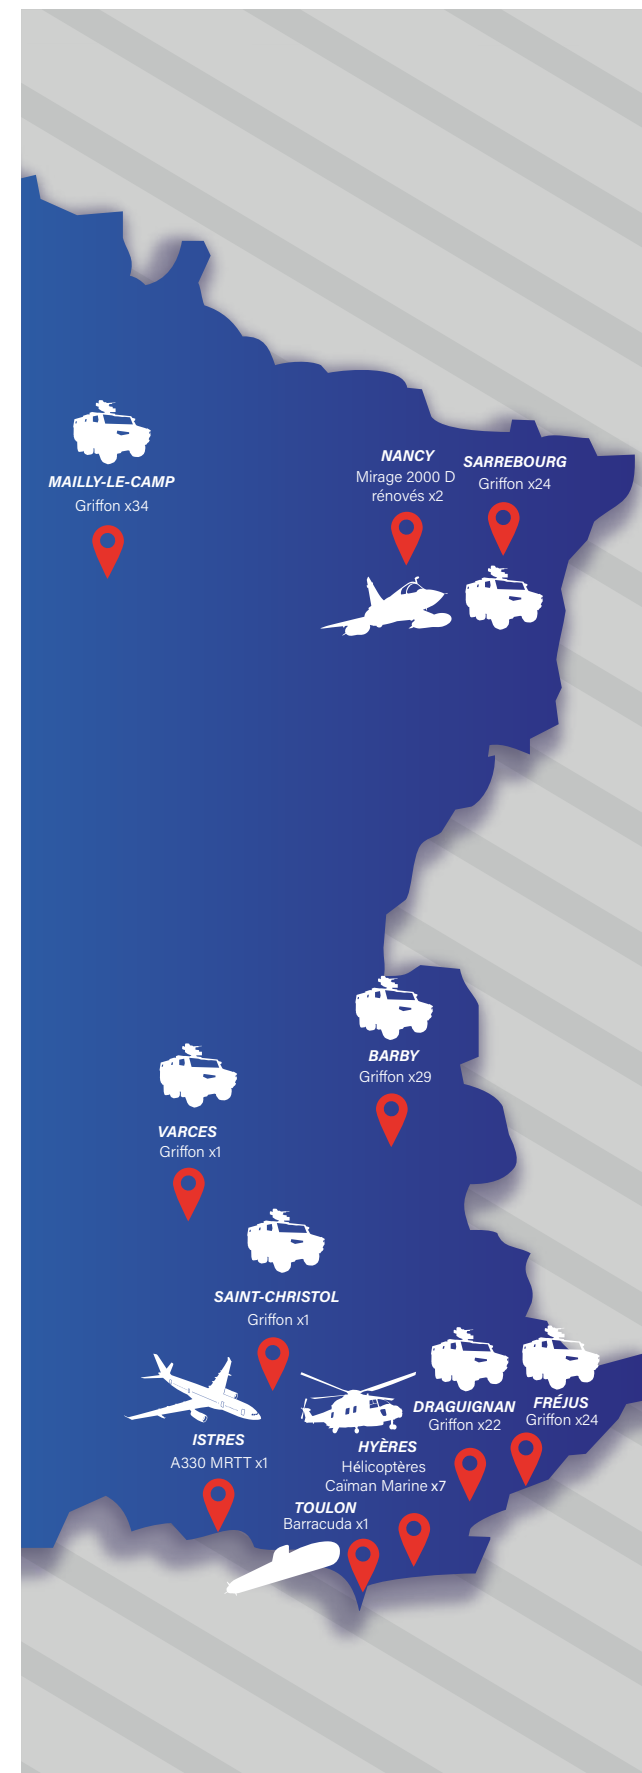 NANCY
Mirage 2000 D
rénovés x2
SARREBOURG
Griffon x24
MAILLY-LE-CAMP
Griffon x34
BARBY
Griffon x29
VARCES
Griffon x1
SAINT-CHRISTOL
Griffon x1
DRAGUIGNAN
Griffon x22
FRÉJUS
Griffon x24
ISTRES
A330 MRTT x1
HYÈRES
Hélicoptères
Caïman Marine x7
TOULON
Barracuda x1